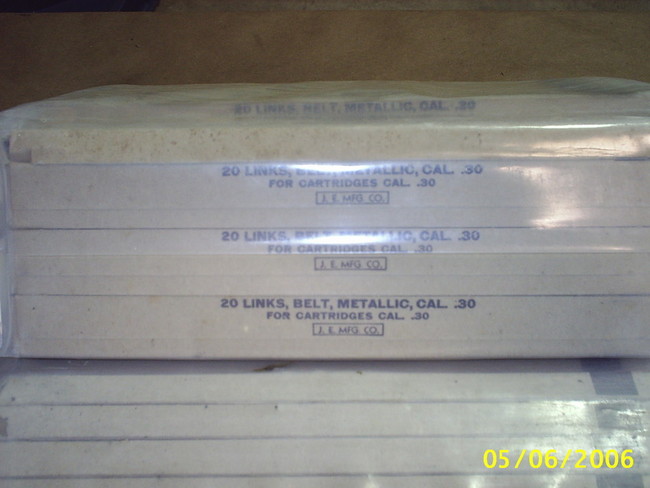 20 LINKS, BELT, METALLIC, CAL. .30
20 LINKS, BELT, METALLIC, CAL. .30
FOR CARTRIDGES CAL. .30
J. E. MFG. CO.
20 LINKS, BELT, METALLIC, CAL. .30
FOR CARTRIDGES CAL. .30
J. E. MFG. CO.
20 LINKS, BELT, METALLIC, CAL. .30
FOR CARTRIDGES CAL. .30
J. E. MFG. CO.
05/06/2006